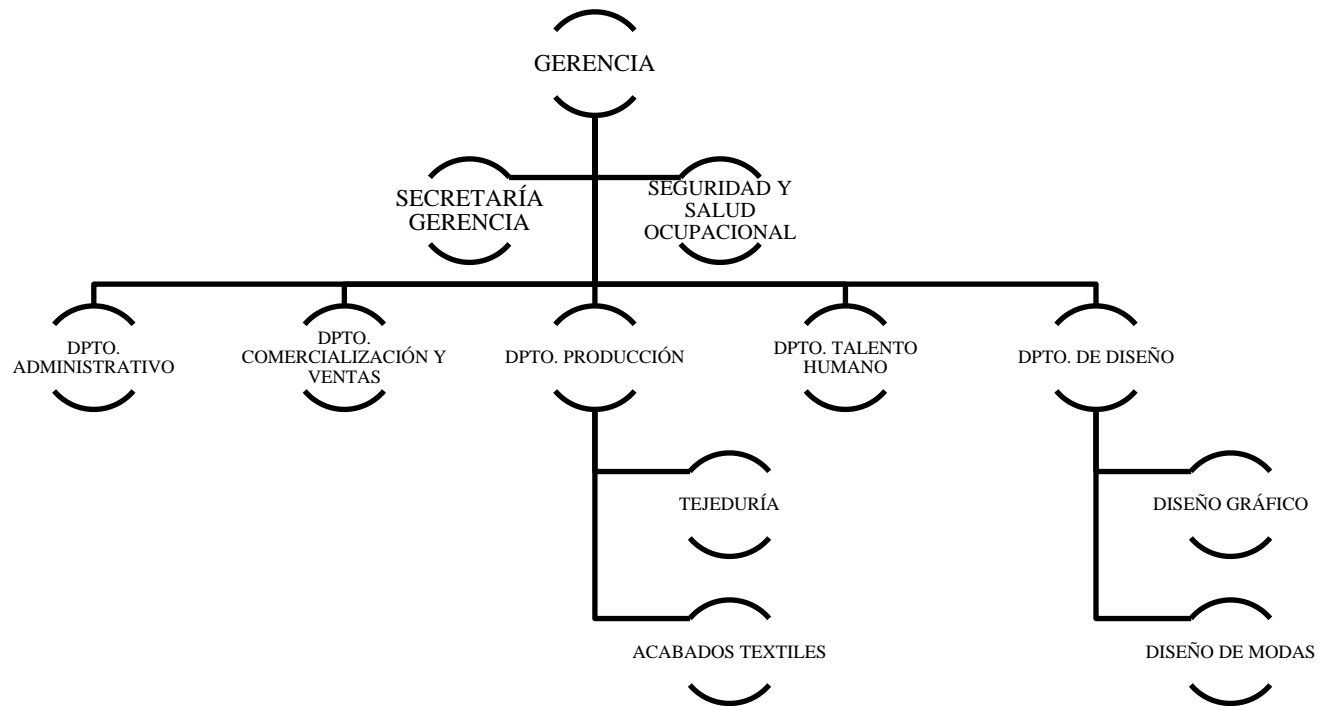 GERENCIA
SECRETARÍA
GERENCIA
SEGURIDAD Y
SALUD
OCUPACIONAL
DPTO.
ADMINISTRATIVO
DPTO.
COMERCIALIZACIÓN Y
VENTAS
DPTO. PRODUCCIÓN
DPTO. TALENTO
HUMANO
DPTO. DE DISEÑO
TEJEDURÍA
DISEÑO GRÁFICO
ACABADOS TEXTILES
DISEÑO DE MODAS